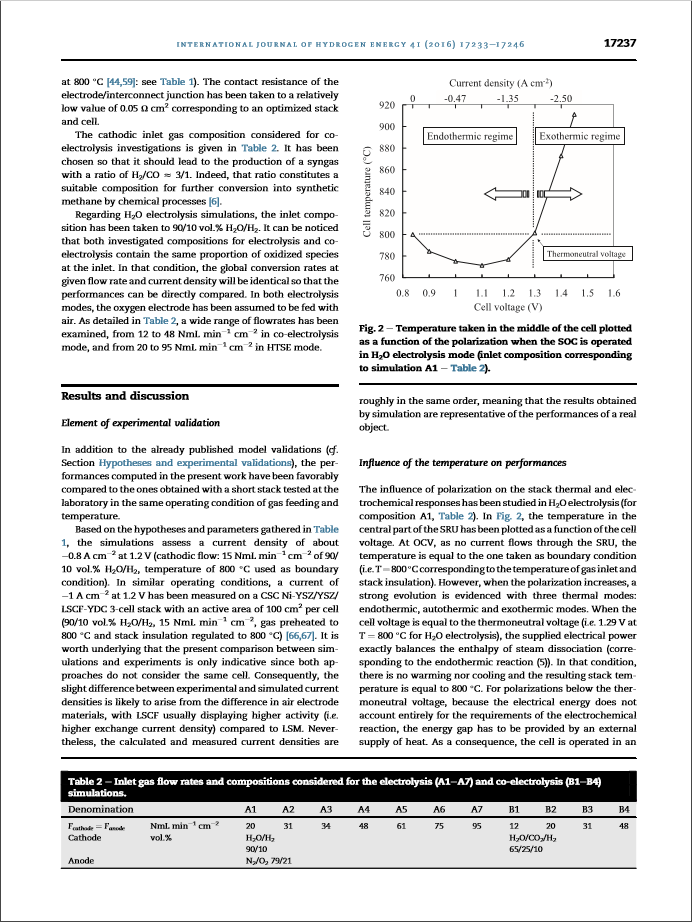 INTERNATIONAL JOURNAL OF HYDROGEN ENERGY 41 (2016) 17233–17246
17237
at 800 °C [44,59]: see Table 1). The contact resistance of the
electrode/interconnect junction has been taken to a relatively
low value of 0.05 Ω cm² corresponding to an optimized stack
and cell.
The cathodic inlet gas composition considered for co-
electrolysis investigations is given in Table 2. It has been
chosen so that it should lead to the production of a syngas
with a ratio of H₂/CO ≈ 3/1. Indeed, that ratio constitutes a
suitable composition for further conversion into synthetic
methane by chemical processes [6].
Regarding H₂O electrolysis simulations, the inlet compo-
sition has been taken to 90/10 vol.% H₂O/H₂. It can be noticed
that both investigated compositions for electrolysis and co-
electrolysis contain the same proportion of oxidized species
at the inlet. In that condition, the global conversion rates at
given flow rate and current density will be identical so that the
performances can be directly compared. In both electrolysis
modes, the oxygen electrode has been assumed to be fed with
air. As detailed in Table 2, a wide range of flowrates has been
examined, from 12 to 48 NmL min⁻¹ cm⁻² in co-electrolysis
mode, and from 20 to 95 NmL min⁻¹ cm⁻² in HTSE mode.
Results and discussion
Element of experimental validation
In addition to the already published model validations (cf.
Section Hypotheses and experimental validations), the per-
formances computed in the present work have been favorably
compared to the ones obtained with a short stack tested at the
laboratory in the same operating condition of gas feeding and
temperature.
Based on the hypotheses and parameters gathered in Table
1, the simulations assess a current density of about
−0.8 A cm⁻² at 1.2 V (cathodic flow: 15 NmL min⁻¹ cm⁻² of 90/
10 vol.% H₂O/H₂, temperature of 800 °C used as boundary
condition). In similar operating conditions, a current of
−1 A cm⁻² at 1.2 V has been measured on a CSC Ni-YSZ/YSZ/
LSCF-YDC 3-cell stack with an active area of 100 cm² per cell
(90/10 vol.% H₂O/H₂, 15 NmL min⁻¹ cm⁻², gas preheated to
800 °C and stack insulation regulated to 800 °C) [66,67]. It is
worth underlying that the present comparison between sim-
ulations and experiments is only indicative since both ap-
proaches do not consider the same cell. Consequently, the
slight difference between experimental and simulated current
densities is likely to arise from the difference in air electrode
materials, with LSCF usually displaying higher activity (i.e.
higher exchange current density) compared to LSM. Never-
theless, the calculated and measured current densities are
Current density (A cm⁻²)
0 -0.47 -1.35 -2.50
920
900
880
860
840
820
800
780
760
Cell temperature (°C)
Endothermic regime
Exothermic regime
Thermoneutral voltage
0.8 0.9 1 1.1 1.2 1.3 1.4 1.5 1.6
Cell voltage (V)
Fig. 2 – Temperature taken in the middle of the cell plotted
as a function of the polarization when the SOC is operated
in H₂O electrolysis mode (inlet composition corresponding
to simulation A1 – Table 2).
roughly in the same order, meaning that the results obtained
by simulation are representative of the performances of a real
object.
Influence of the temperature on performances
The influence of polarization on the stack thermal and elec-
trochemical responses has been studied in H₂O electrolysis (for
composition A1, Table 2). In Fig. 2, the temperature in the
central part of the SRU has been plotted as a function of the cell
voltage. At OCV, as no current flows through the SRU, the
temperature is equal to the one taken as boundary condition
(i.e. T = 800 °C corresponding to the temperature of gas inlet and
stack insulation). However, when the polarization increases, a
strong evolution is evidenced with three thermal modes:
endothermic, autothermic and exothermic modes. When the
cell voltage is equal to the thermoneutral voltage (i.e. 1.29 V at
T = 800 °C for H₂O electrolysis), the supplied electrical power
exactly balances the enthalpy of steam dissociation (corre-
sponding to the endothermic reaction (5)). In that condition,
there is no warming nor cooling and the resulting stack tem-
perature is equal to 800 °C. For polarizations below the ther-
moneutral voltage, because the electrical energy does not
account entirely for the requirements of the electrochemical
reaction, the energy gap has to be provided by an external
supply of heat. As a consequence, the cell is operated in an
Table 2 – Inlet gas flow rates and compositions considered for the electrolysis (A1–A7) and co-electrolysis (B1–B4)
simulations.
Denomination A1 A2 A3 A4 A5 A6 A7 B1 B2 B3 B4
F_cathode = F_anode NmL min⁻¹ cm⁻² 20 31 34 48 61 75 95 12 20 31 48
Cathode vol.% H₂O/H₂ H₂O/CO₂/H₂
90/10 65/25/10
Anode N₂/O₂ 79/21